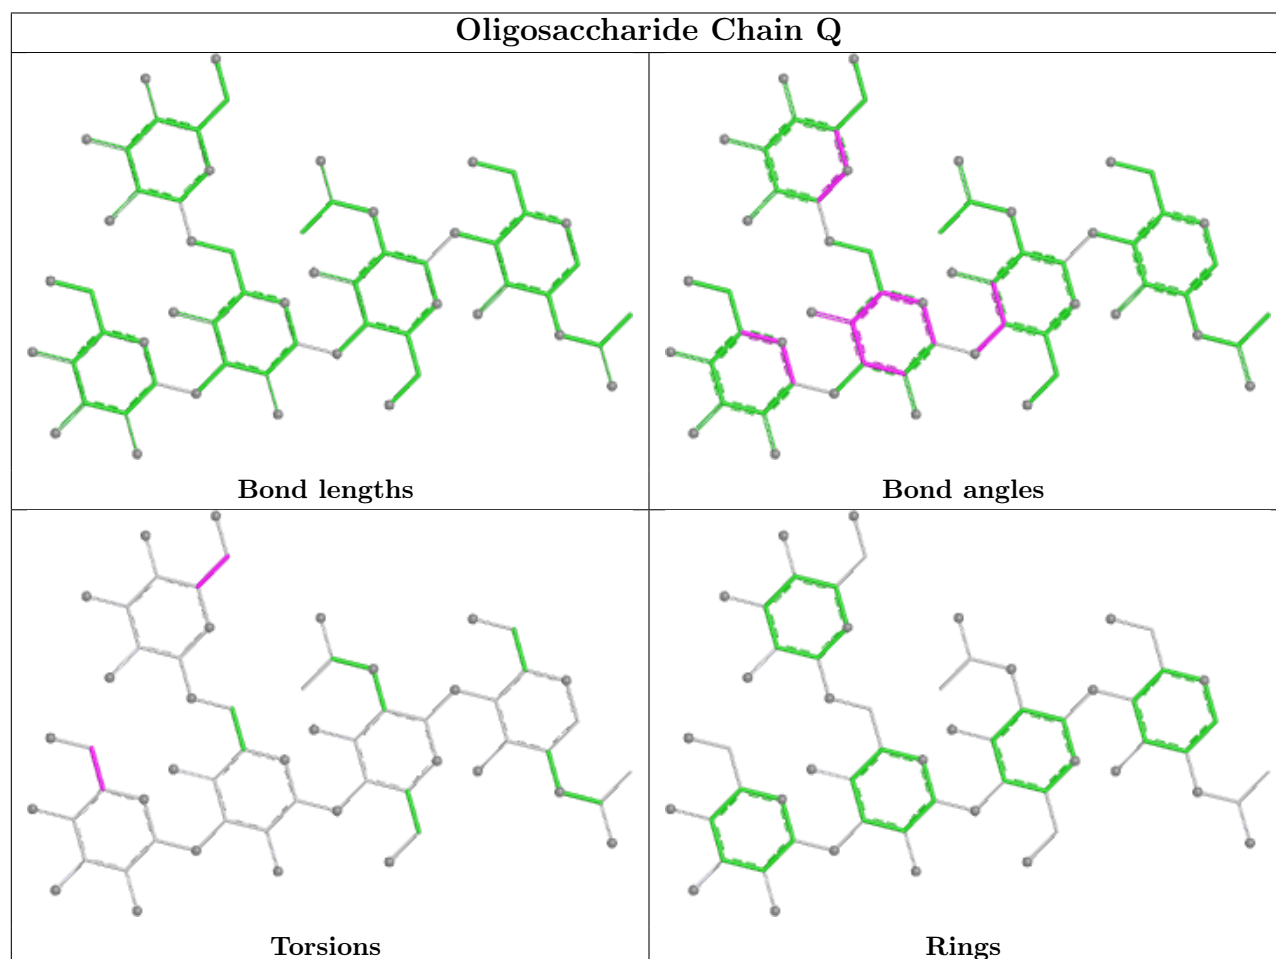 Oligosaccharide Chain Q
Bond lengths
Bond angles
Torsions
Rings